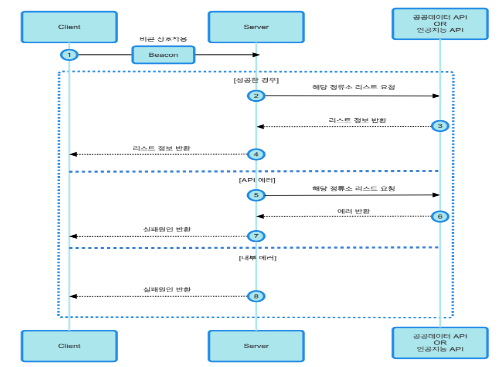 Client
Server
공공데이터 API
OR
인공지능 API
비콘 상호작용
1
Beacon
[성공한 경우]
2
해당 정류소 리스트 요청
리스트 정보 반환
3
리스트 정보 반환
4
[API 에러]
5
해당 정류소 리스트 요청
에러 반환
6
실패원인 반환
7
[내부 에러]
실패원인 반환
8
Client
Server
공공데이터 API
OR
인공지능 API